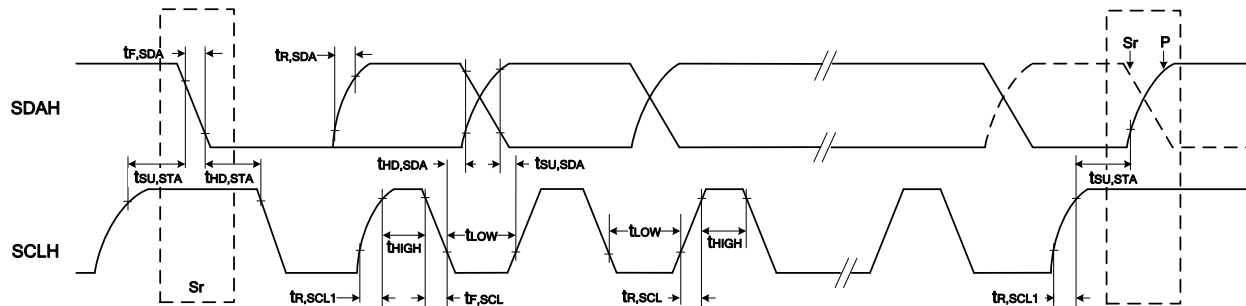 Sr P
tF,SDA tR,SDA
SDAH
tHD,SDA tSU,SDA
tSU,STA tHD,STA tSU,STA
tHIGH tLOW tLOW tHIGH
SCLH
Sr tR,SCL1 tF,SCL tR,SCL tR,SCL1